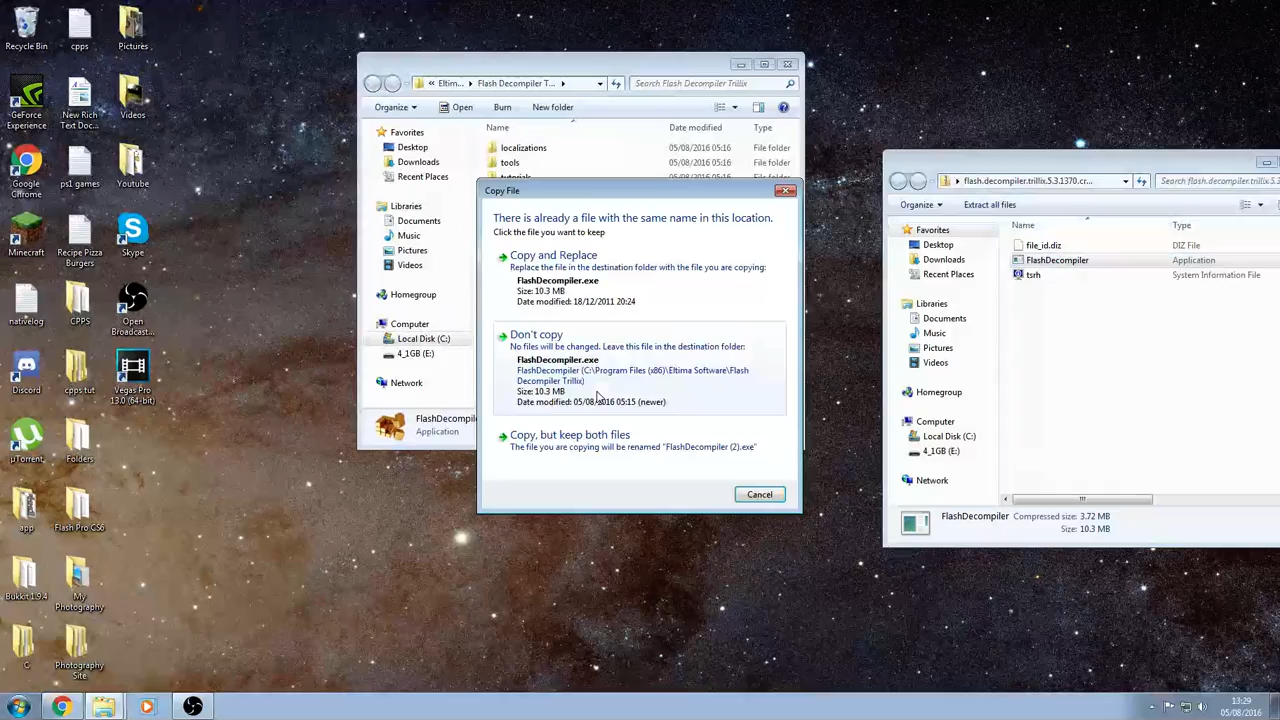 Recycle Bin
cpps
Pictures
GeForce
Experience
New Rich
Text Doc...
Videos
Google
Chrome
ps1 games
Youtube
Minecraft
Recipe Pizza
Burgers
Skype
nativelog
CPPS
Open
Broadcast...
Discord
cpps tut
Vegas Pro
13.0 (64-bit)
µTorrent
Folders
app
Flash Pro CS6
Bukkit 1.9.4
My
Photography
C
Photography
Site
« Eltim... ▸ Flash Decompiler T... ▸
Search Flash Decompiler Trillix
Organize Open Burn New folder
Favorites
Desktop
Downloads
Recent Places
Libraries
Documents
Music
Pictures
Videos
Homegroup
Computer
Local Disk (C:)
4_1GB (E:)
Network
Name Date modified Type
localizations 05/08/2016 05:16 File folder
tools 05/08/2016 05:16 File folder
tutorials 05/08/2016 05:16 File folder
FlashDecompiler
Application
Copy File
There is already a file with the same name in this location.
Click the file you want to keep
Copy and Replace
Replace the file in the destination folder with the file you are copying:
FlashDecompiler.exe
Size: 10.3 MB
Date modified: 18/12/2011 20:24
Don't copy
No files will be changed. Leave this file in the destination folder:
FlashDecompiler.exe
FlashDecompiler (C:\Program Files (x86)\Eltima Software\Flash
Decompiler Trillix)
Size: 10.3 MB
Date modified: 05/08/2016 05:15 (newer)
Copy, but keep both files
The file you are copying will be renamed "FlashDecompiler (2).exe"
Cancel
flash.decompiler.trillix.5.3.1370.cr...
Search flash.decompiler.trillix.5.3...
Organize Extract all files
Favorites
Desktop
Downloads
Recent Places
Libraries
Documents
Music
Pictures
Videos
Homegroup
Computer
Local Disk (C:)
4_1GB (E:)
Network
Name Type
file_id.diz DIZ File
FlashDecompiler Application
tsrh System Information File
FlashDecompiler Compressed size: 3.72 MB
Size: 10.3 MB
13:29
05/08/2016